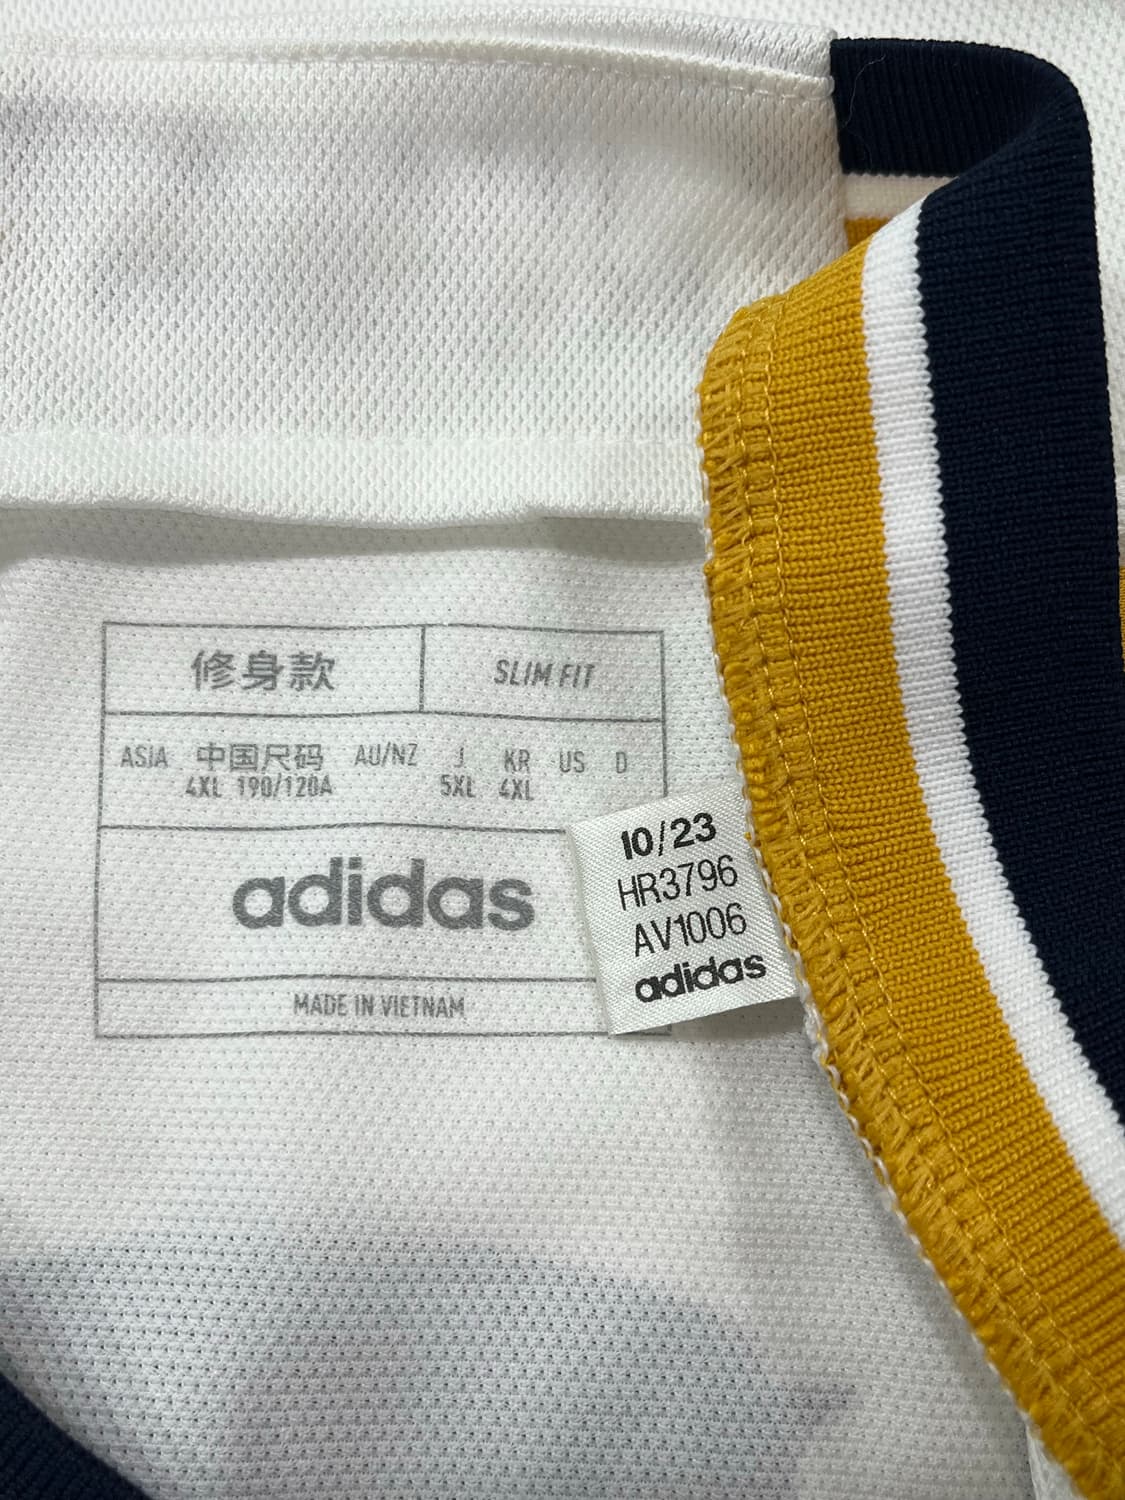 修身款 SLIM FIT
ASIA 中国尺码 AU/NZ J KR US D
4XL 190/120A 5XL 4XL
adidas
MADE IN VIETNAM
10/23
HR3796
AV1006
adidas